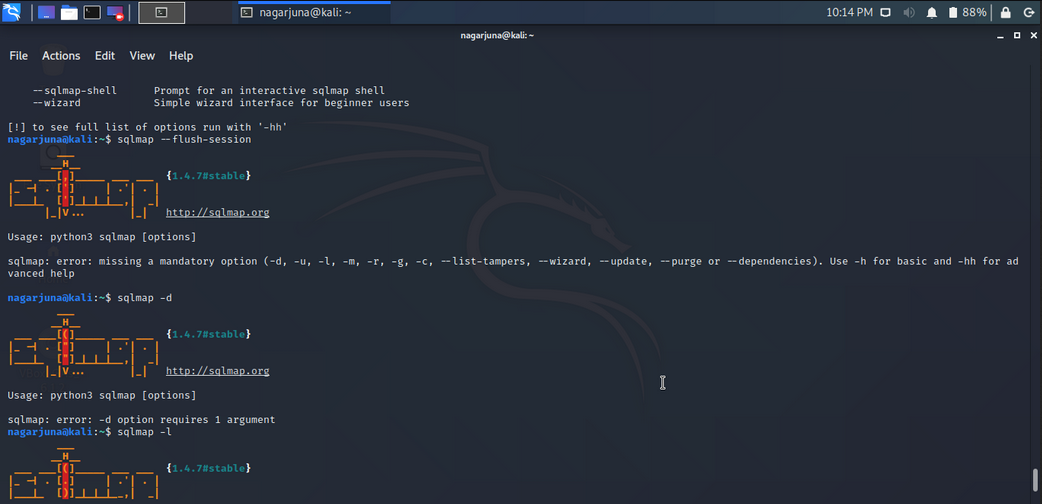 nagarjuna@kali: ~
10:14 PM
88%
nagarjuna@kali: ~
File Actions Edit View Help
--sqlmap-shell Prompt for an interactive sqlmap shell
--wizard Simple wizard interface for beginner users
[!] to see full list of options run with '-hh'
nagarjuna@kali:~$ sqlmap --flush-session
{1.4.7#stable}
http://sqlmap.org
Usage: python3 sqlmap [options]
sqlmap: error: missing a mandatory option (-d, -u, -l, -m, -r, -g, -c, --list-tampers, --wizard, --update, --purge or --dependencies). Use -h for basic and -hh for ad
vanced help
nagarjuna@kali:~$ sqlmap -d
{1.4.7#stable}
http://sqlmap.org
Usage: python3 sqlmap [options]
sqlmap: error: -d option requires 1 argument
nagarjuna@kali:~$ sqlmap -l
{1.4.7#stable}